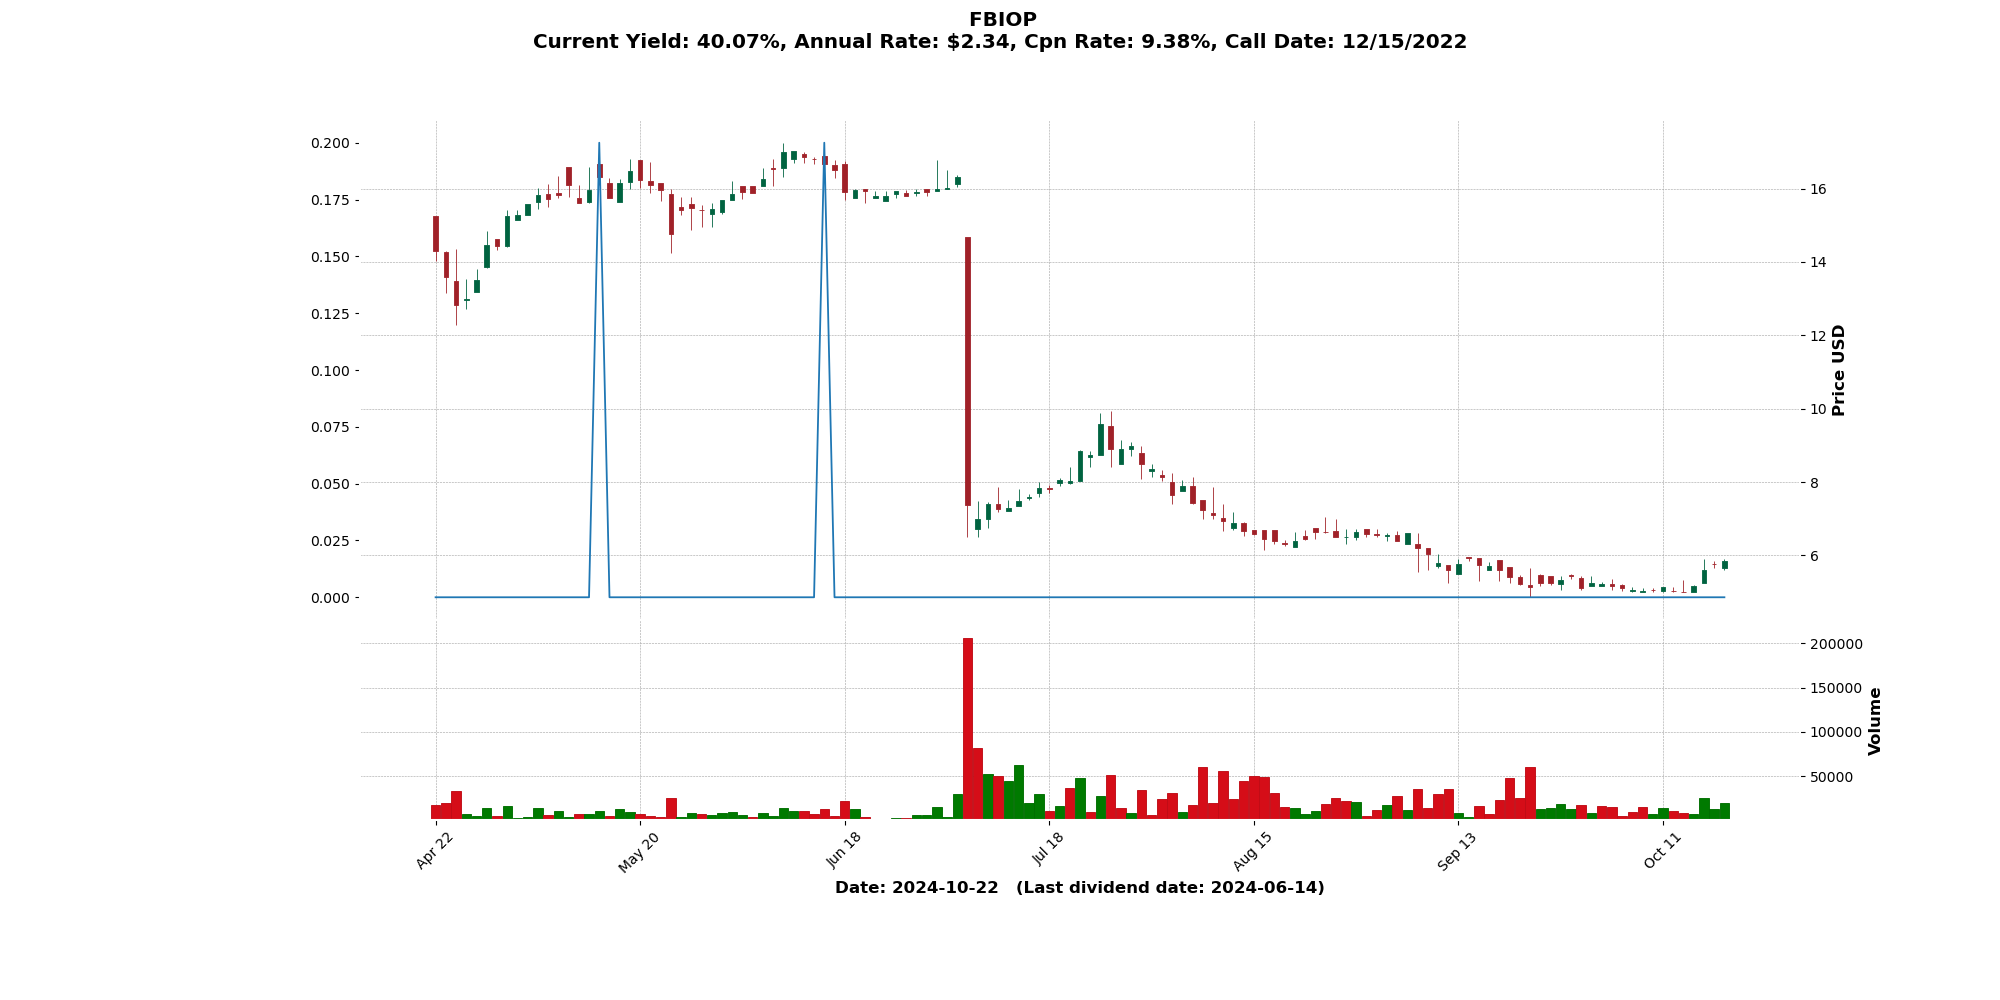 FBIOP
Current Yield: 40.07%, Annual Rate: $2.34, Cpn Rate: 9.38%, Call Date: 12/15/2022
0.200
0.175
0.150
0.125
0.100
0.075
0.050
0.025
0.000
16
14
12
10
8
6
Price USD
200000
150000
100000
50000
Volume
Apr 22
May 20
Jun 18
Jul 18
Aug 15
Sep 13
Oct 11
Date: 2024-10-22 (Last dividend date: 2024-06-14)